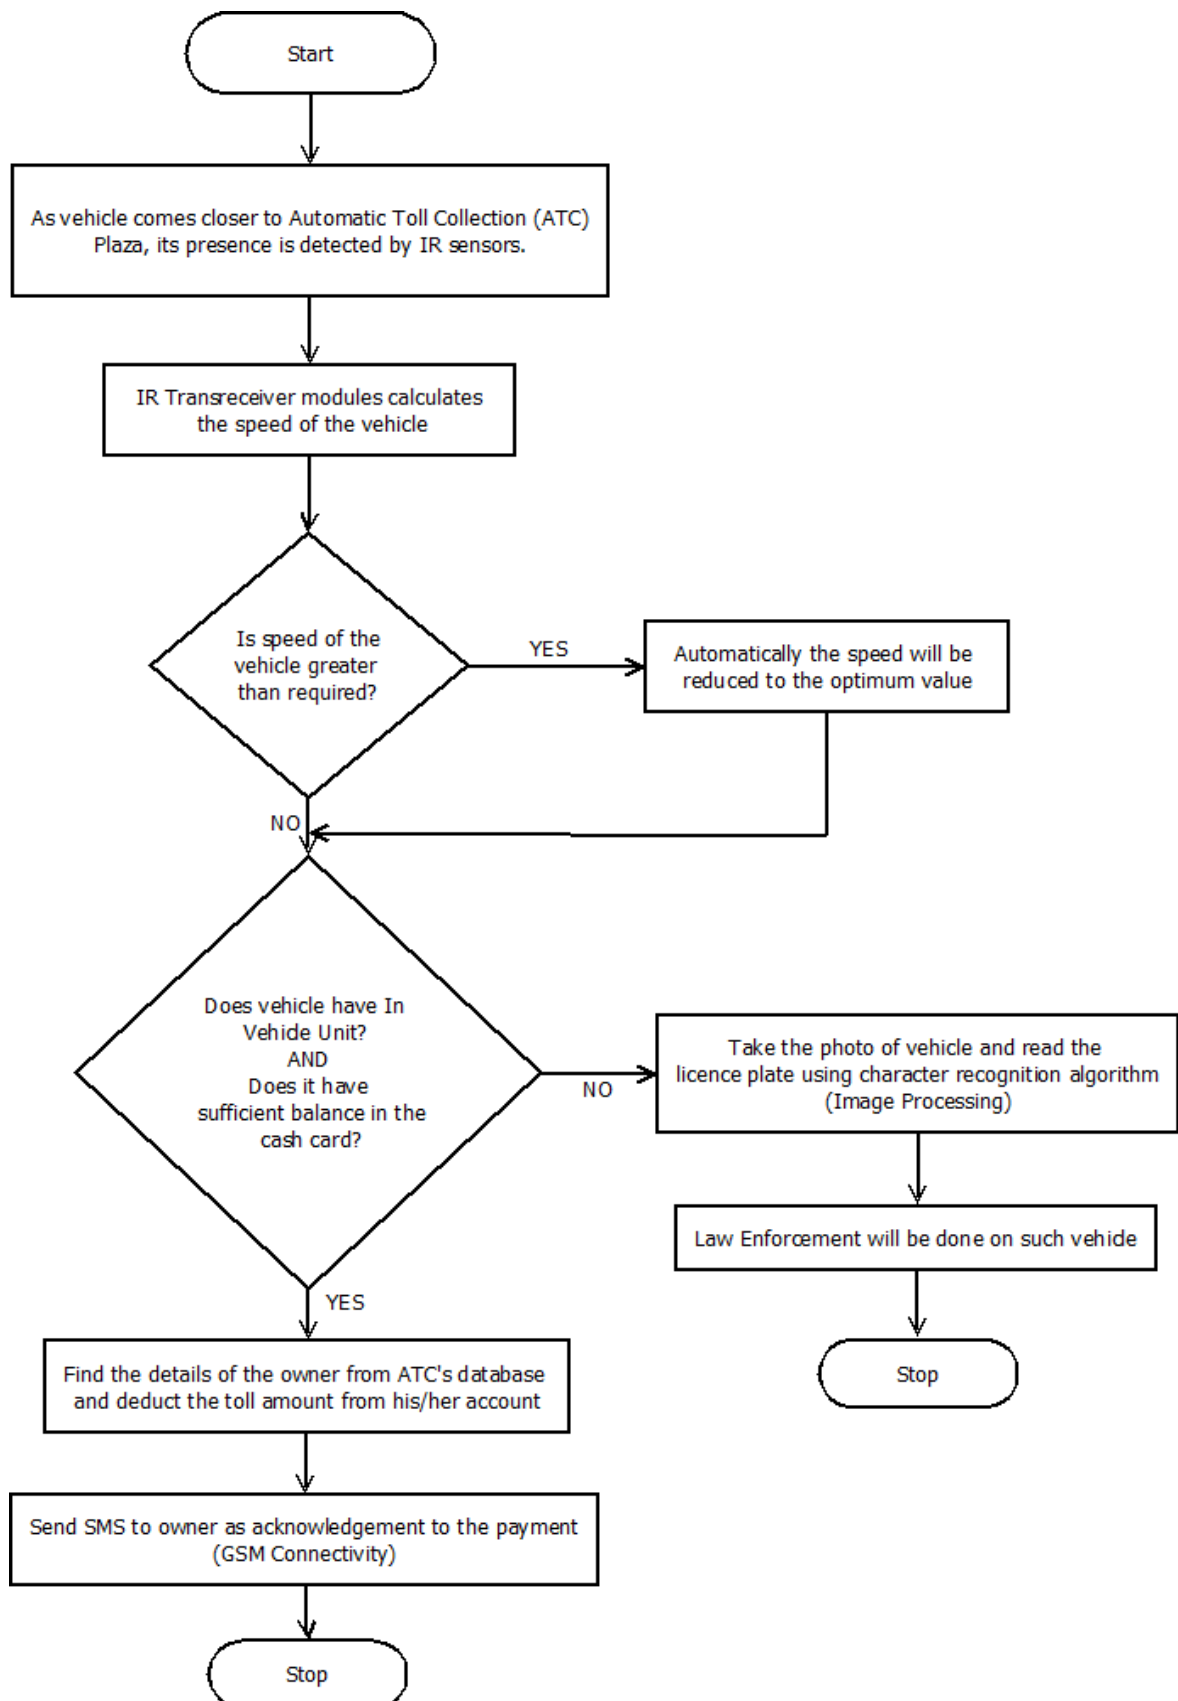 Start
As vehicle comes closer to Automatic Toll Collection (ATC)
Plaza, its presence is detected by IR sensors.
IR Transreceiver modules calculates
the speed of the vehicle
Is speed of the
vehicle greater
than required?
YES
Automatically the speed will be
reduced to the optimum value
NO
Does vehicle have In
Vehicle Unit?
AND
Does it have
sufficient balance in the
cash card?
NO
Take the photo of vehicle and read the
licence plate using character recognition algorithm
(Image Processing)
Law Enforcement will be done on such vehicle
Stop
YES
Find the details of the owner from ATC's database
and deduct the toll amount from his/her account
Send SMS to owner as acknowledgement to the payment
(GSM Connectivity)
Stop